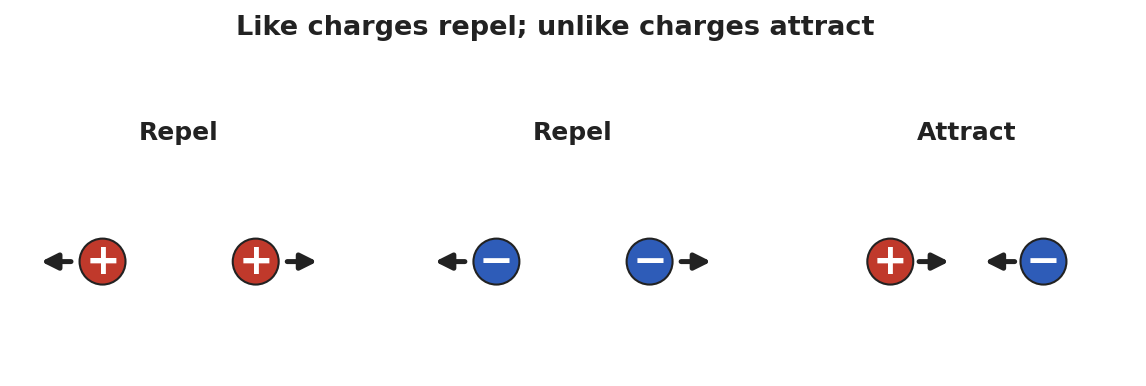 Like charges repel; unlike charges attract
Repel Repel Attract
+ + − − + −